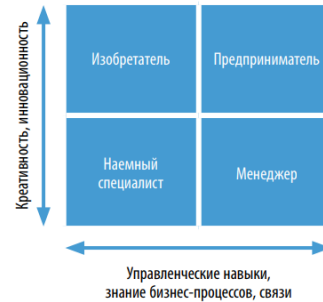 Креативность, инновационность
Изобретатель
Предприниматель
Наемный
специалист
Менеджер
Управленческие навыки,
знание бизнес-процессов, связи